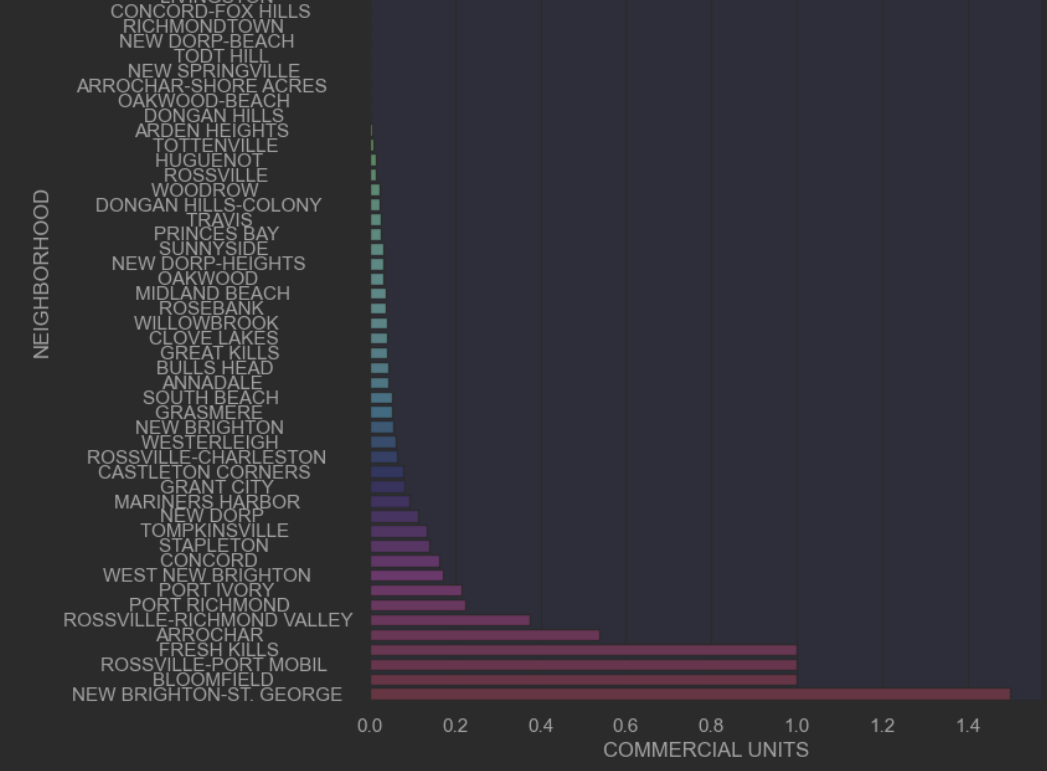 LIVINGSTON
CONCORD-FOX HILLS
RICHMONDTOWN
NEW DORP-BEACH
TODT HILL
NEW SPRINGVILLE
ARROCHAR-SHORE ACRES
OAKWOOD-BEACH
DONGAN HILLS
ARDEN HEIGHTS
TOTTENVILLE
HUGUENOT
ROSSVILLE
WOODROW
DONGAN HILLS-COLONY
TRAVIS
PRINCES BAY
SUNNYSIDE
NEW DORP-HEIGHTS
OAKWOOD
MIDLAND BEACH
ROSEBANK
WILLOWBROOK
CLOVE LAKES
GREAT KILLS
BULLS HEAD
ANNADALE
SOUTH BEACH
GRASMERE
NEW BRIGHTON
WESTERLEIGH
ROSSVILLE-CHARLESTON
CASTLETON CORNERS
GRANT CITY
MARINERS HARBOR
NEW DORP
TOMPKINSVILLE
STAPLETON
CONCORD
WEST NEW BRIGHTON
PORT IVORY
PORT RICHMOND
ROSSVILLE-RICHMOND VALLEY
ARROCHAR
FRESH KILLS
ROSSVILLE-PORT MOBIL
BLOOMFIELD
NEW BRIGHTON-ST. GEORGE
NEIGHBORHOOD
0.0 0.2 0.4 0.6 0.8 1.0 1.2 1.4
COMMERCIAL UNITS